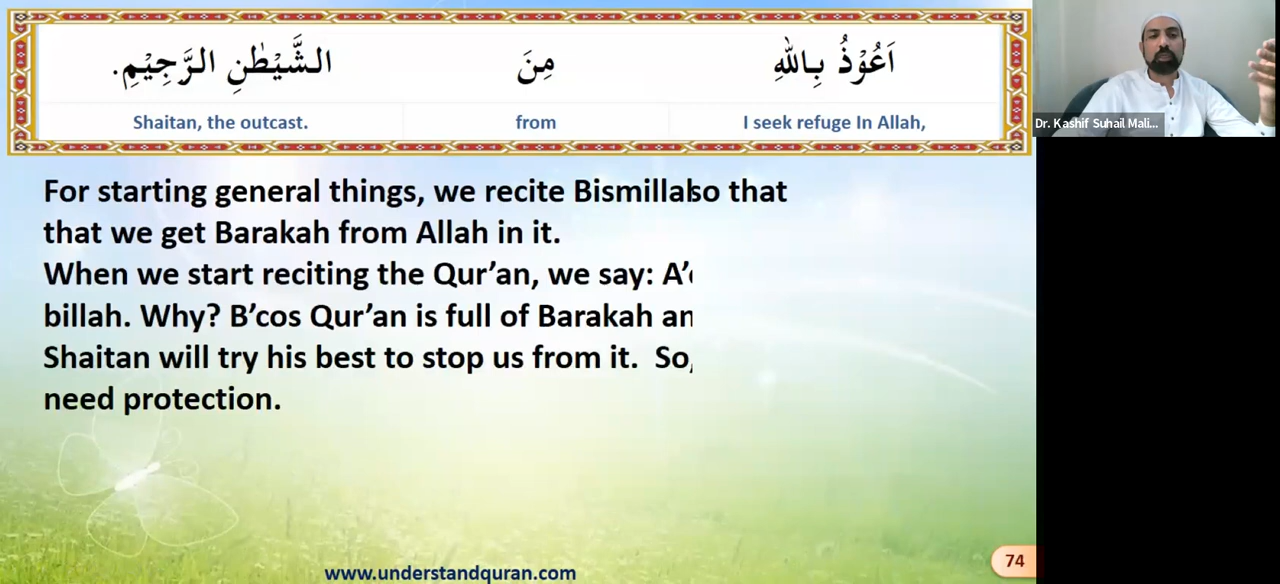 اَعُوْذُ بِاللّٰهِ مِنَ الشَّيْطٰنِ الرَّجِيْمِ.
I seek refuge In Allah, from Shaitan, the outcast.
Dr. Kashif Suhail Mali...
For starting general things, we recite Bismillah so that
that we get Barakah from Allah in it.
When we start reciting the Qur’an, we say:
billah. Why? B’cos Qur’an is full of Barakah
Shaitan will try his best to stop us from it. So,
need protection.
74
www.understandquran.com